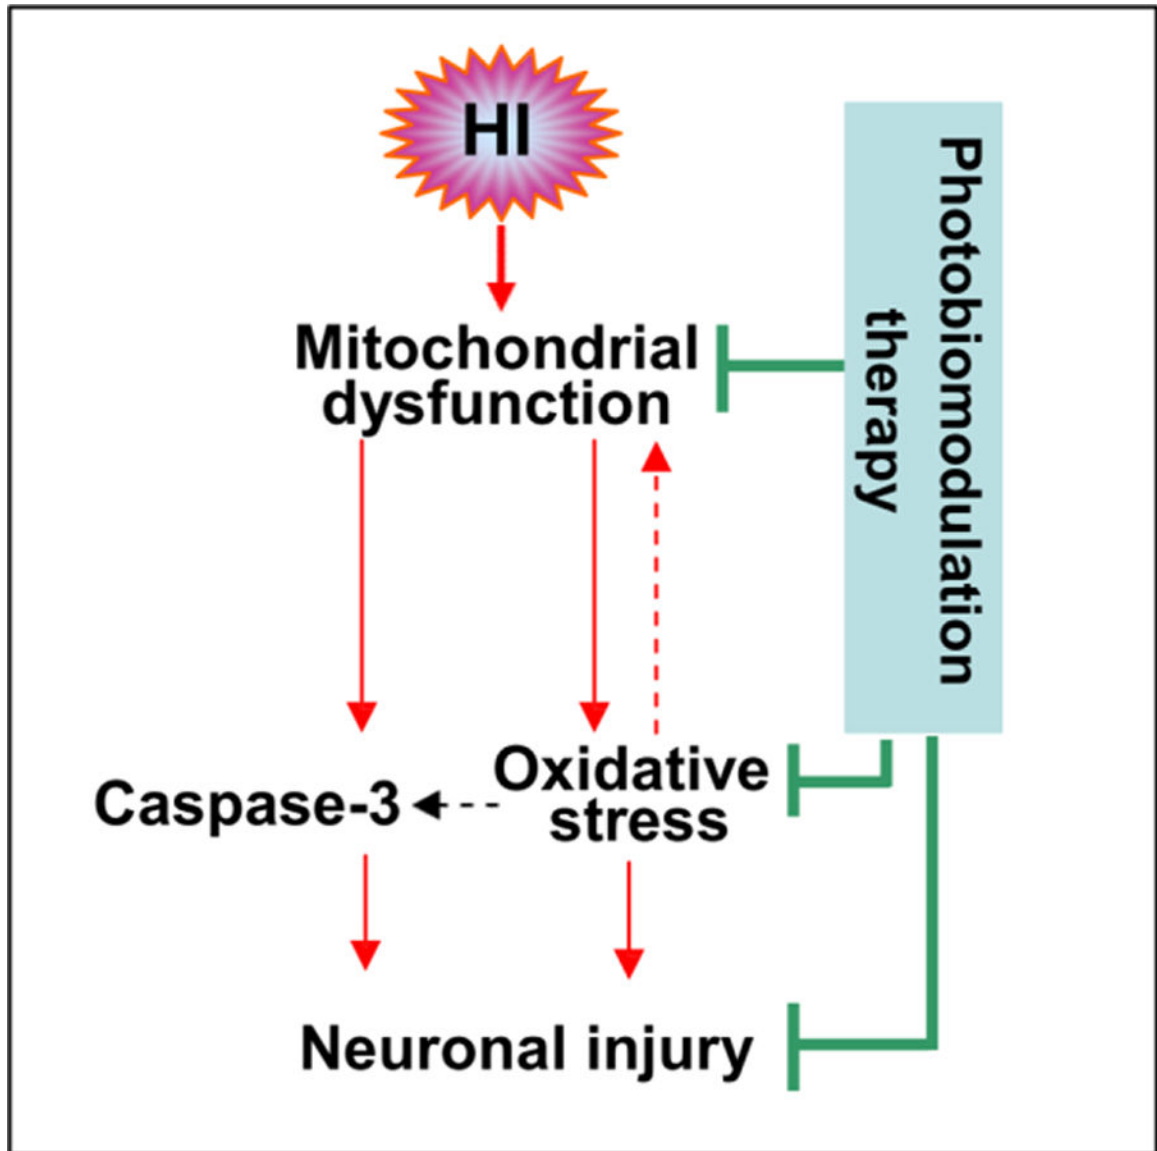 HI
Mitochondrial
dysfunction
Photobiomodulation
therapy
Caspase-3
Oxidative
stress
Neuronal injury